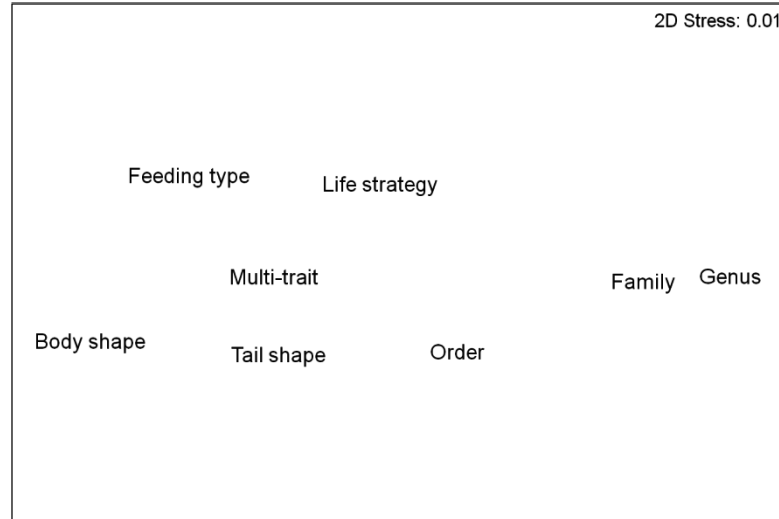 2D Stress: 0.01
Feeding type
Life strategy
Multi-trait
Family
Genus
Body shape
Tail shape
Order